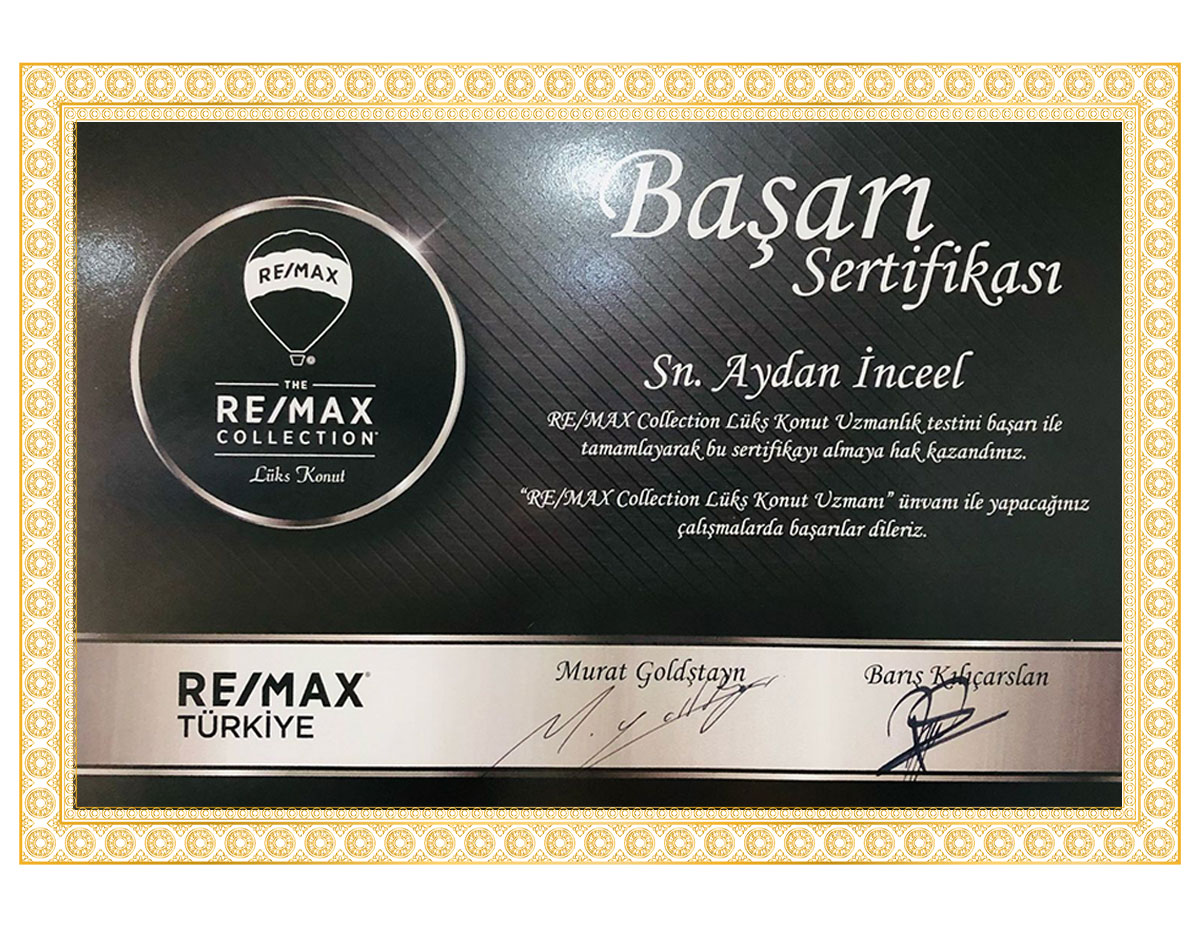 Başarı
Sertifikası
RE/MAX
THE
RE/MAX
COLLECTION
Lüks Konut
Sn. Aydan İnceel
RE/MAX Collection Lüks Konut Uzmanlık testini başarı ile
tamamlayarak bu sertifikayı almaya hak kazandınız.
“RE/MAX Collection Lüks Konut Uzmanı” ünvanı ile yapacağınız
çalışmalarda başarılar dileriz.
RE/MAX®
TÜRKİYE
Murat Goldştayn
Barış Kılıçarslan